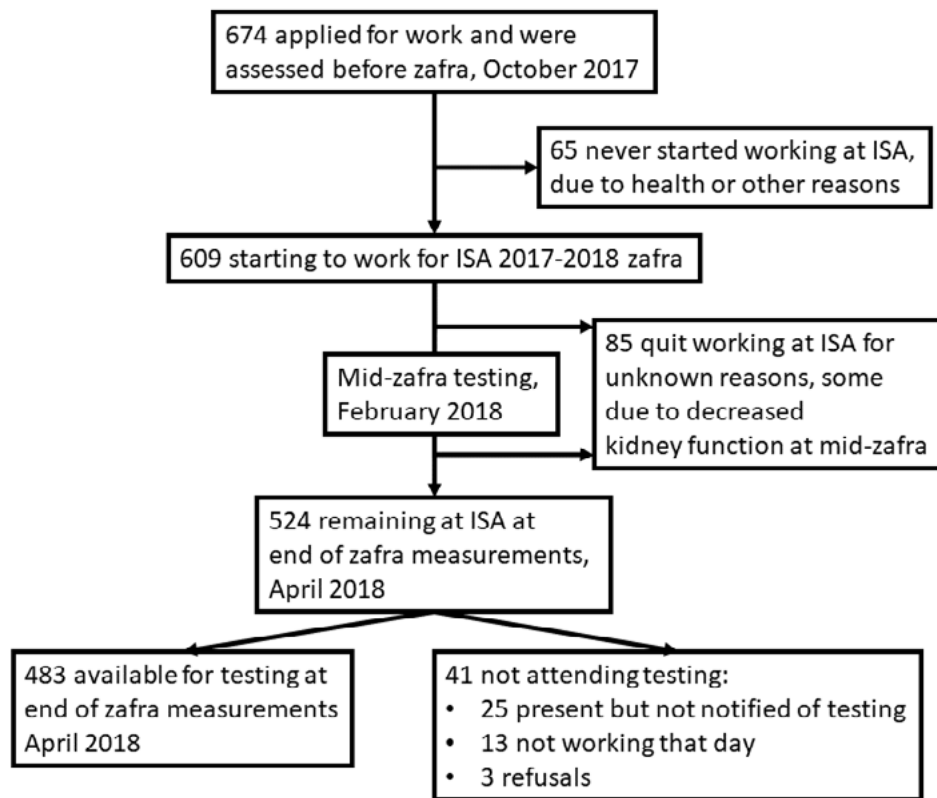 674 applied for work and were
assessed before zafra, October 2017
65 never started working at ISA,
due to health or other reasons
609 starting to work for ISA 2017-2018 zafra
85 quit working at ISA for
unknown reasons, some
due to decreased
kidney function at mid-zafra
Mid-zafra testing,
February 2018
524 remaining at ISA at
end of zafra measurements,
April 2018
483 available for testing at
end of zafra measurements
April 2018
41 not attending testing:
• 25 present but not notified of testing
• 13 not working that day
• 3 refusals